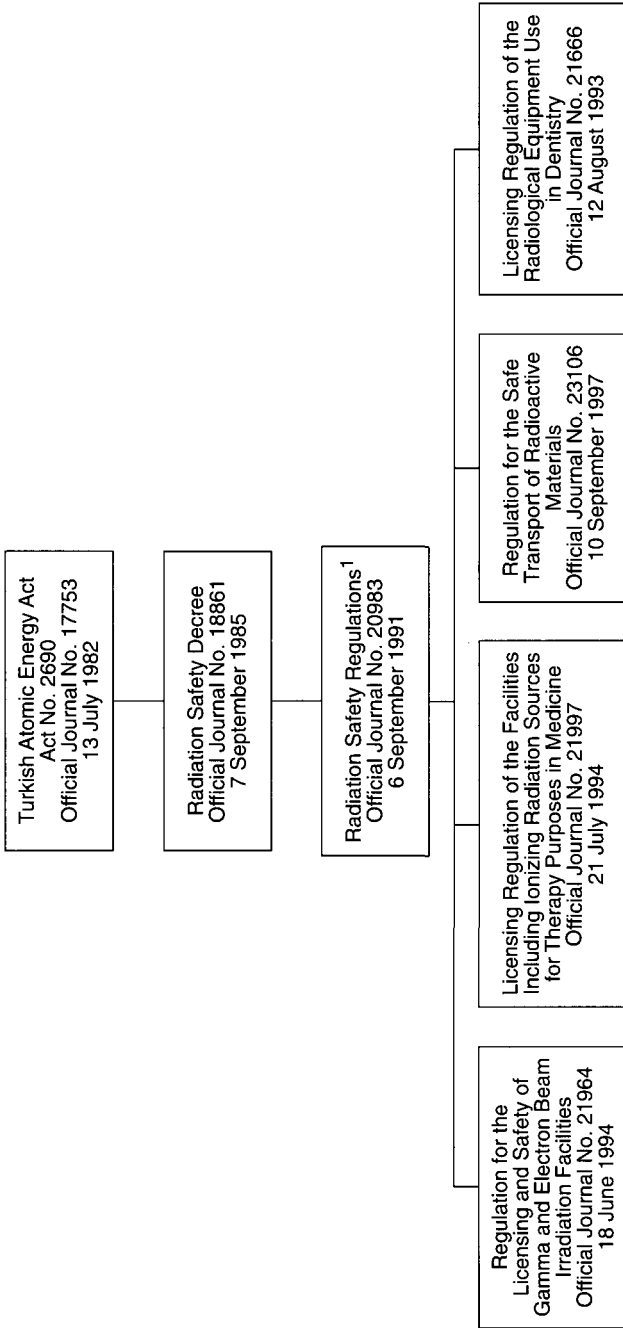 Turkish Atomic Energy Act
Act No. 2690
Official Journal No. 17753
13 July 1982
Radiation Safety Decree
Official Journal No. 18861
7 September 1985
Radiation Safety Regulations¹
Official Journal No. 20983
6 September 1991
Regulation for the
Licensing and Safety of
Gamma and Electron Beam
Irradiation Facilities
Official Journal No. 21964
18 June 1994
Licensing Regulation of the Facilities
Including Ionizing Radiation Sources
for Therapy Purposes in Medicine
Official Journal No. 21997
21 July 1994
Regulation for the Safe
Transport of Radioactive
Materials
Official Journal No. 23106
10 September 1997
Licensing Regulation of the
Radiological Equipment Use
in Dentistry
Official Journal No. 21666
12 August 1993